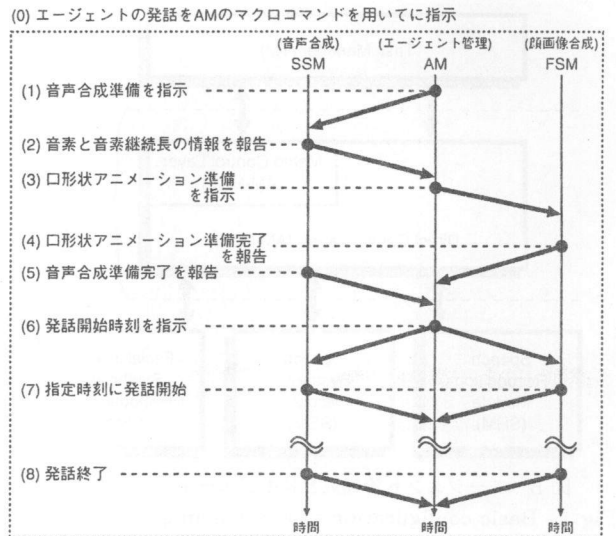 (0) エージェントの発話をAMのマクロコマンドを用いてに指示
(音声合成) (エージェント管理) (顔画像合成)
SSM AM FSM
(1) 音声合成準備を指示
(2) 音素と音素継続長の情報を報告
(3) 口形状アニメーション準備
を指示
(4) 口形状アニメーション準備完了
を報告
(5) 音声合成準備完了を報告
(6) 発話開始時刻を指示
(7) 指定時刻に発話開始
(8) 発話終了
時間 時間 時間